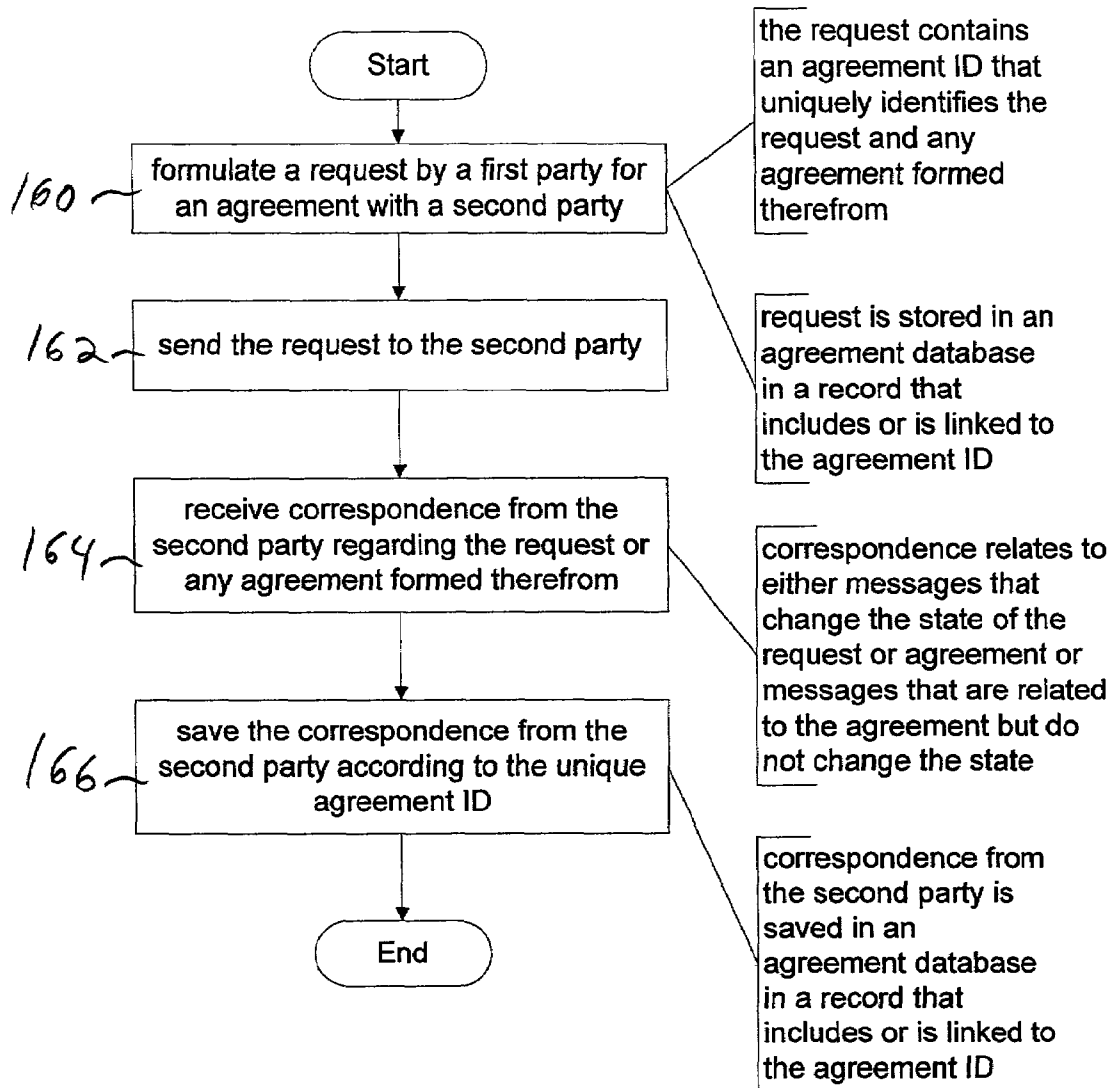 Start
160
formulate a request by a first party for
an agreement with a second party
the request contains
an agreement ID that
uniquely identifies the
request and any
agreement formed
therefrom
request is stored in an
agreement database
in a record that
includes or is linked to
the agreement ID
162
send the request to the second party
164
receive correspondence from the
second party regarding the request or
any agreement formed therefrom
correspondence relates to
either messages that
change the state of the
request or agreement or
messages that are related
to the agreement but do
not change the state
166
save the correspondence from the
second party according to the unique
agreement ID
correspondence from
the second party is
saved in an
agreement database
in a record that
includes or is linked to
the agreement ID
End